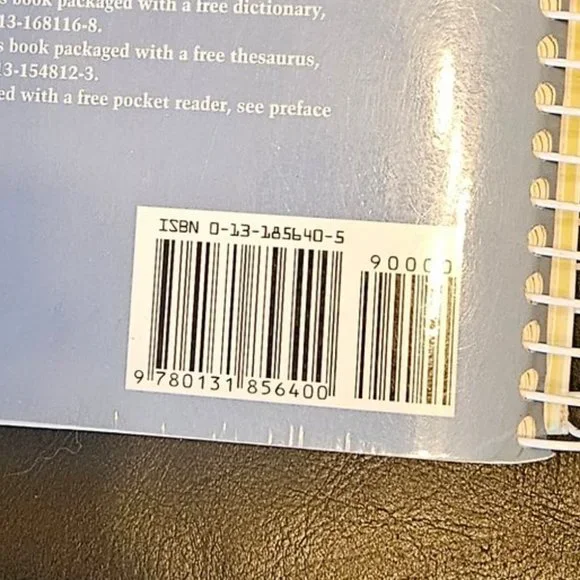 book packaged with a free dictionary,
13-168116-8.
s book packaged with a free thesaurus,
13-154812-3.
ed with a free pocket reader, see preface
ISBN 0-13-185640-5
90000
9 780131 856400